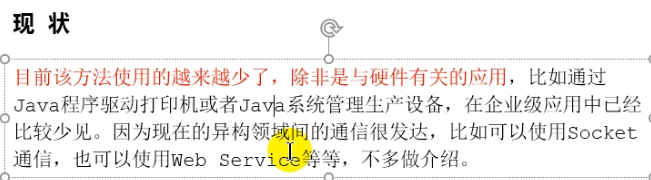 现 状
目前该方法使用的越来越少了，除非是与硬件有关的应用，比如通过
Java程序驱动打印机或者Java系统管理生产设备，在企业级应用中已经
比较少见。因为现在的异构领域间的通信很发达，比如可以使用Socket
通信，也可以使用Web Service等等，不多做介绍。